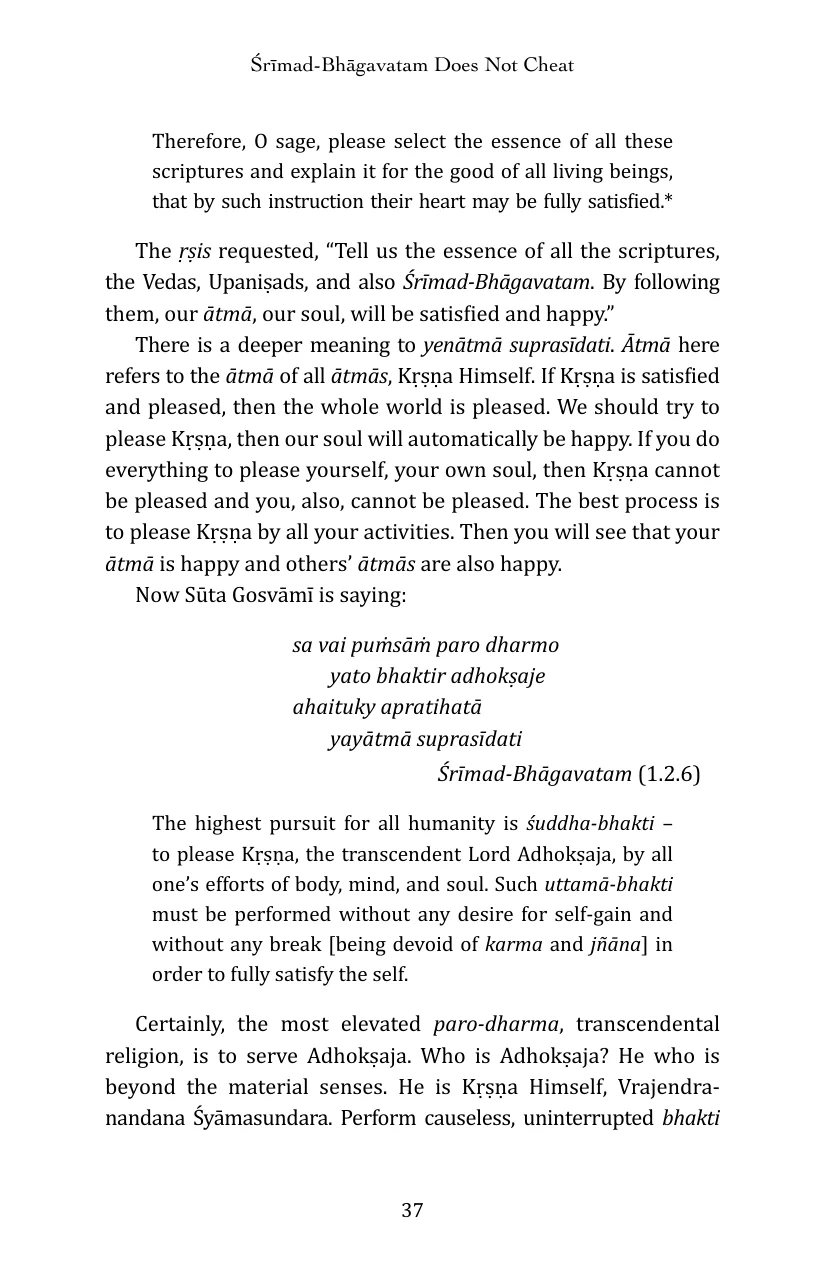 Śrīmad-Bhāgavatam Does Not Cheat
Therefore, O sage, please select the essence of all these
scriptures and explain it for the good of all living beings,
that by such instruction their heart may be fully satisfied.*
The ṛṣis requested, “Tell us the essence of all the scriptures,
the Vedas, Upaniṣads, and also Śrīmad-Bhāgavatam. By following
them, our ātmā, our soul, will be satisfied and happy.”
There is a deeper meaning to yenātmā suprasīdati. Ātmā here
refers to the ātmā of all ātmās, Kṛṣṇa Himself. If Kṛṣṇa is satisfied
and pleased, then the whole world is pleased. We should try to
please Kṛṣṇa, then our soul will automatically be happy. If you do
everything to please yourself, your own soul, then Kṛṣṇa cannot
be pleased and you, also, cannot be pleased. The best process is
to please Kṛṣṇa by all your activities. Then you will see that your
ātmā is happy and others’ ātmās are also happy.
Now Sūta Gosvāmī is saying:
sa vai puṁsāṁ paro dharmo
yato bhaktir adhokṣaje
ahaituky apratihatā
yayātmā suprasīdati
Śrīmad-Bhāgavatam (1.2.6)
The highest pursuit for all humanity is śuddha-bhakti –
to please Kṛṣṇa, the transcendent Lord Adhokṣaja, by all
one’s efforts of body, mind, and soul. Such uttamā-bhakti
must be performed without any desire for self-gain and
without any break [being devoid of karma and jñāna] in
order to fully satisfy the self.
Certainly, the most elevated paro-dharma, transcendental
religion, is to serve Adhokṣaja. Who is Adhokṣaja? He who is
beyond the material senses. He is Kṛṣṇa Himself, Vrajendra-
nandana Śyāmasundara. Perform causeless, uninterrupted bhakti
37